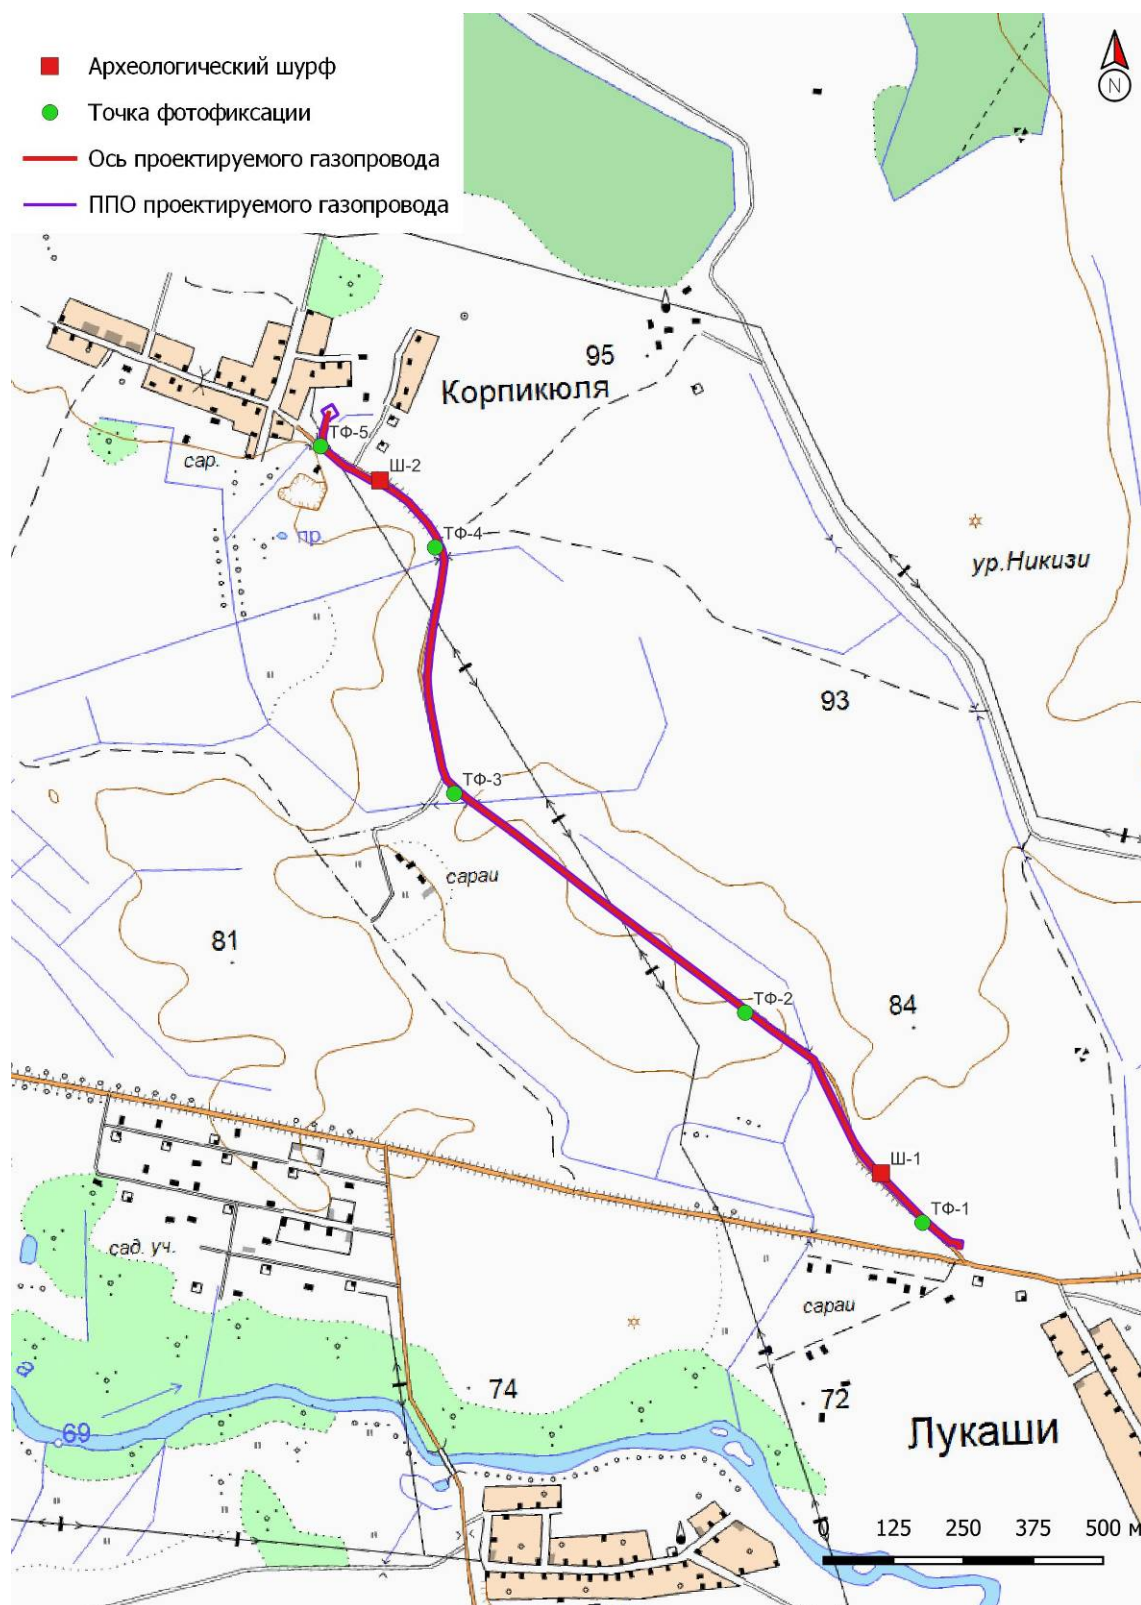 Археологический шурф
Точка фотофиксации
Ось проектируемого газопровода
ППО проектируемого газопровода
N
95
Корпикюля
ТФ-5
сар.
Ш-2
пр.
ТФ-4
ур.Никизи
93
ТФ-3
сараи
81
ТФ-2
84
Ш-1
ТФ-1
сад. уч.
сараи
74
72
69
Лукаши
0 125 250 375 500 м